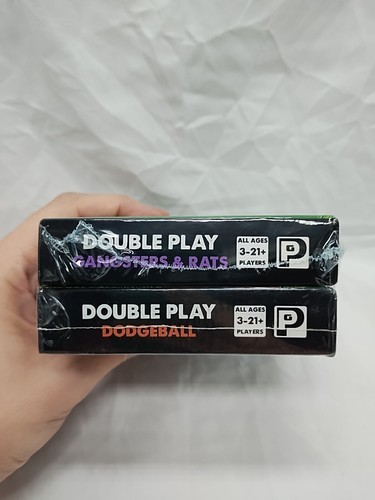 DOUBLE PLAY
GANGSTERS & RATS
ALL AGES
3-21+
PLAYERS
P
DOUBLE PLAY
DODGEBALL
ALL AGES
3-21+
PLAYERS
P